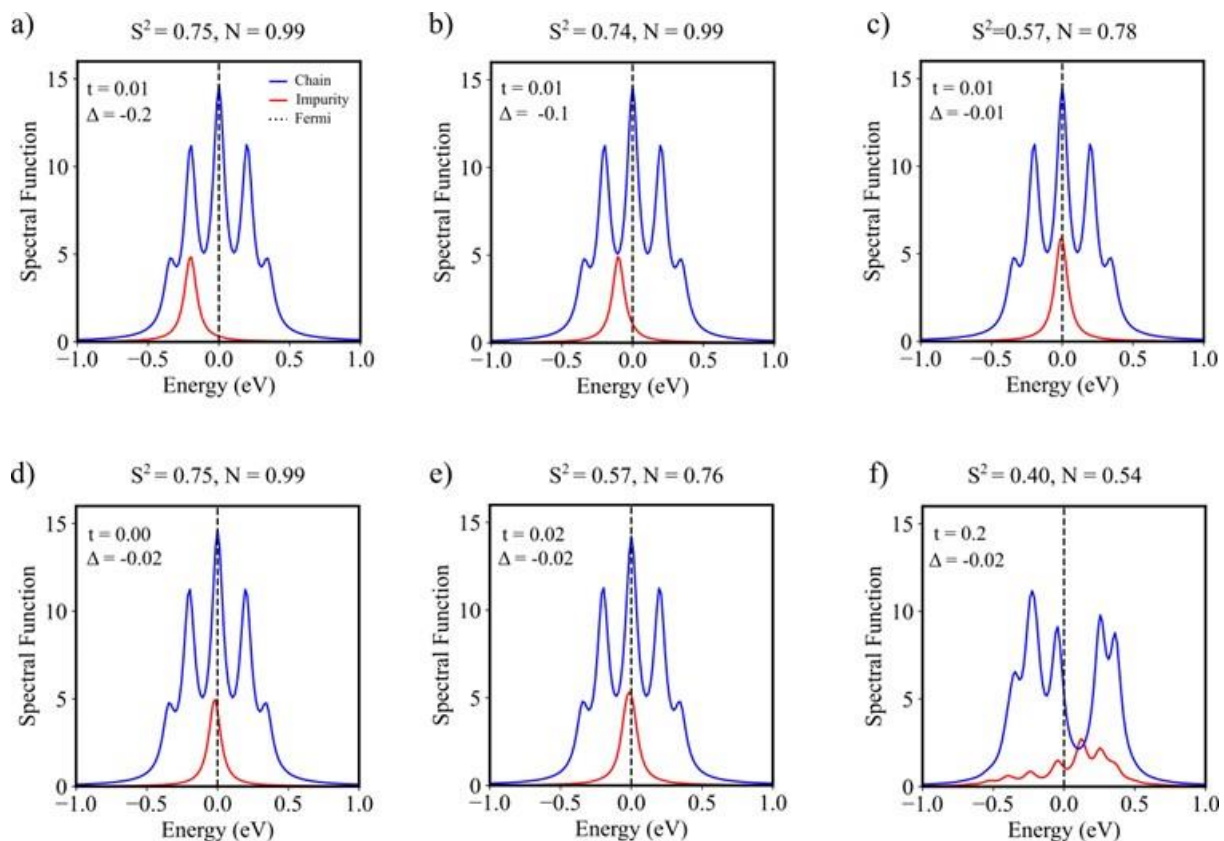 a)
S² = 0.75, N = 0.99
t = 0.01
Δ = -0.2
Chain
Impurity
Fermi
Spectral Function
15
10
5
0
−1.0 −0.5 0.0 0.5 1.0
Energy (eV)
b)
S² = 0.74, N = 0.99
t = 0.01
Δ = -0.1
Spectral Function
15
10
5
0
−1.0 −0.5 0.0 0.5 1.0
Energy (eV)
c)
S²=0.57, N = 0.78
t = 0.01
Δ = -0.01
Spectral Function
15
10
5
0
−1.0 −0.5 0.0 0.5 1.0
Energy (eV)
d)
S² = 0.75, N = 0.99
t = 0.00
Δ = -0.02
Spectral Function
15
10
5
0
−1.0 −0.5 0.0 0.5 1.0
Energy (eV)
e)
S² = 0.57, N = 0.76
t = 0.02
Δ = -0.02
Spectral Function
15
10
5
0
−1.0 −0.5 0.0 0.5 1.0
Energy (eV)
f)
S² = 0.40, N = 0.54
t = 0.2
Δ = -0.02
Spectral Function
15
10
5
0
−1.0 −0.5 0.0 0.5 1.0
Energy (eV)